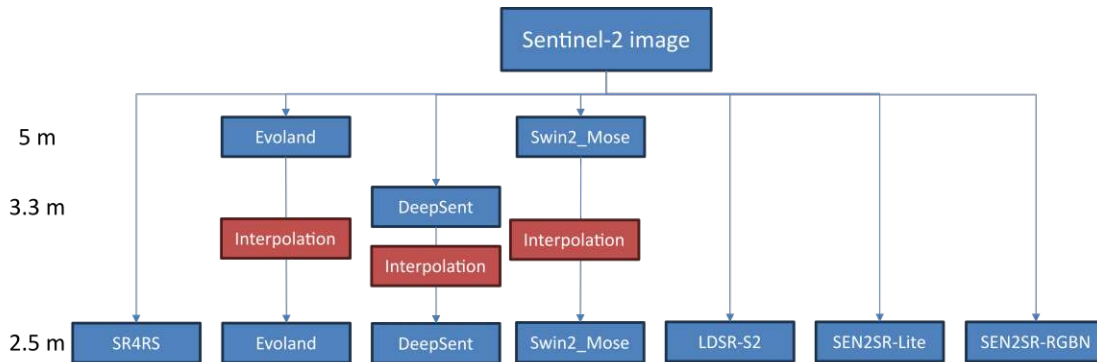 Sentinel-2 image
5 m
Evoland
Swin2_Mose
3.3 m
DeepSent
Interpolation
Interpolation
Interpolation
2.5 m
SR4RS
Evoland
DeepSent
Swin2_Mose
LDSR-S2
SEN2SR-Lite
SEN2SR-RGBN